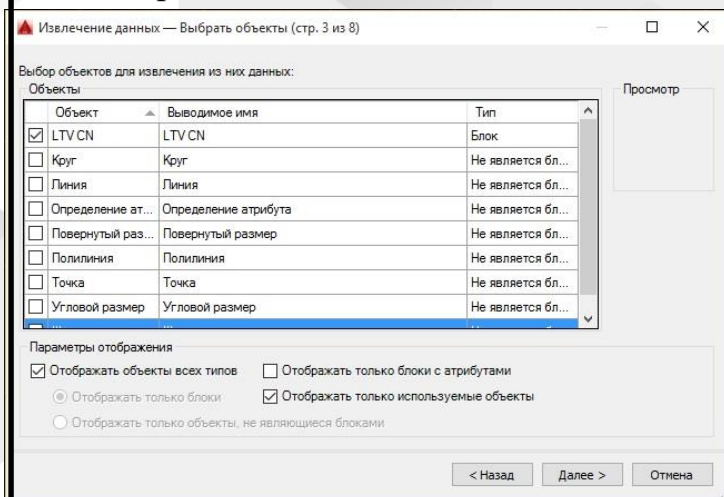 Извлечение данных — Выбрать объекты (стр. 3 из 8)
Выбор объектов для извлечения из них данных:
Объекты
Просмотр
Объект Выводимое имя Тип
LTV CN LTV CN Блок
Круг Круг Не является бл...
Линия Линия Не является бл...
Определение ат... Определение атрибута Не является бл...
Повернутый раз... Повернутый размер Не является бл...
Полилиния Полилиния Не является бл...
Точка Точка Не является бл...
Угловой размер Угловой размер Не является бл...
Параметры отображения
Отображать объекты всех типов Отображать только блоки с атрибутами
Отображать только блоки Отображать только используемые объекты
Отображать только объекты, не являющиеся блоками
< Назад Далее > Отмена